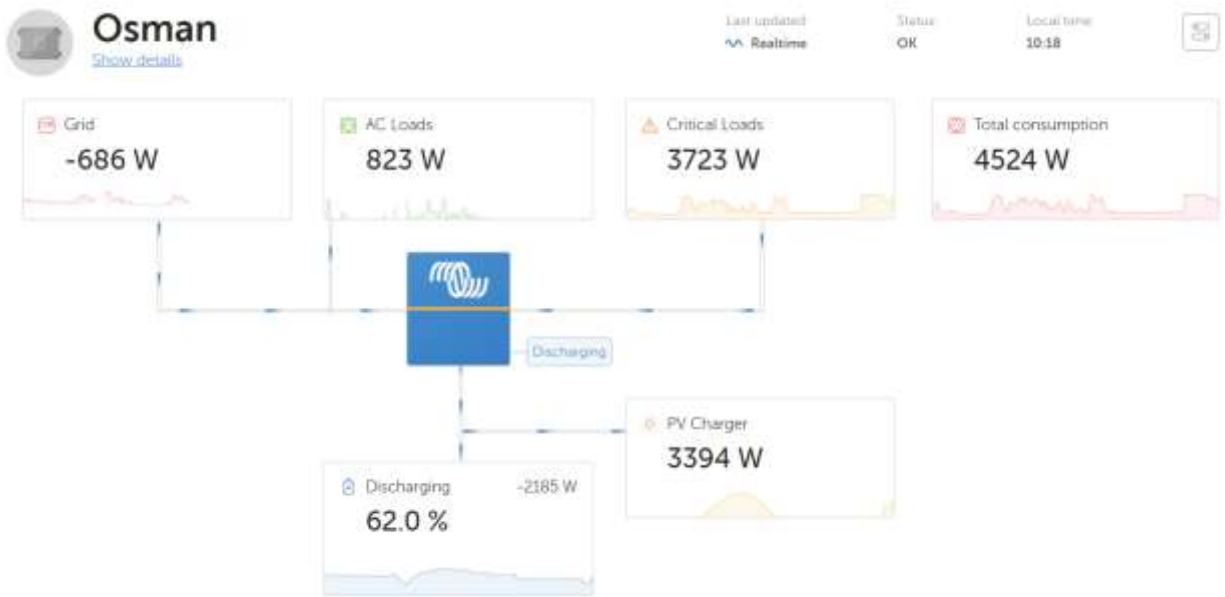 Osman
Show details
Last updated
Realtime
Status
OK
Local time
10:18
Grid
-686 W
AC Loads
823 W
Critical Loads
3723 W
Total consumption
4524 W
Discharging
PV Charger
3394 W
Discharging -2185 W
62.0 %